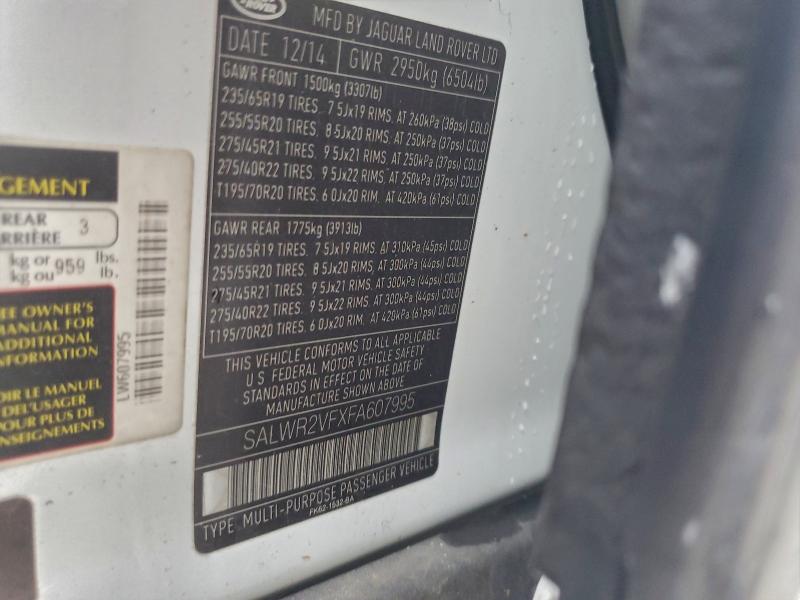 ROVER
MFD BY JAGUAR LAND ROVER LTD
DATE 12/14 GWR 2950kg (6504lb)
GAWR FRONT 1500kg (3307lb)
235/65R19 TIRES. 7 5Jx19 RIMS. AT 260kPa (38psi) COLD
255/55R20 TIRES. 8 5Jx20 RIMS. AT 250kPa (37psi) COLD
275/45R21 TIRES. 9 5Jx21 RIMS. AT 250kPa (37psi) COLD
275/40R22 TIRES. 9 5Jx22 RIMS. AT 250kPa (37psi) COLD
T195/70R20 TIRES. 6 0Jx20 RIM. AT 420kPa (61psi) COLD
GAWR REAR 1775kg (3913lb)
235/65R19 TIRES. 7 5Jx19 RIMS. AT 310kPa (45psi) COLD
255/55R20 TIRES. 8 5Jx20 RIMS. AT 300kPa (44psi) COLD
275/45R21 TIRES. 9 5Jx21 RIMS. AT 300kPa (44psi) COLD
275/40R22 TIRES. 9 5Jx22 RIMS. AT 300kPa (44psi) COLD
T195/70R20 TIRES. 6 0Jx20 RIM. AT 420kPa (61psi) COLD
THIS VEHICLE CONFORMS TO ALL APPLICABLE
U S FEDERAL MOTOR VEHICLE SAFETY
STANDARDS IN EFFECT ON THE DATE OF
MANUFACTURE SHOWN ABOVE
SALWR2VFXFA607995
TYPE: MULTI-PURPOSE PASSENGER VEHICLE
FK62-1532-BA
GEMENT
REAR 3
RRIÈRE
kg or 959 lbs.
kg ou lb.
EE OWNER'S
MANUAL FOR
ADDITIONAL
NFORMATION
OIR LE MANUEL
DEL'USAGER
POUR PLUS DE
NSEIGNEMENTS
LW607995